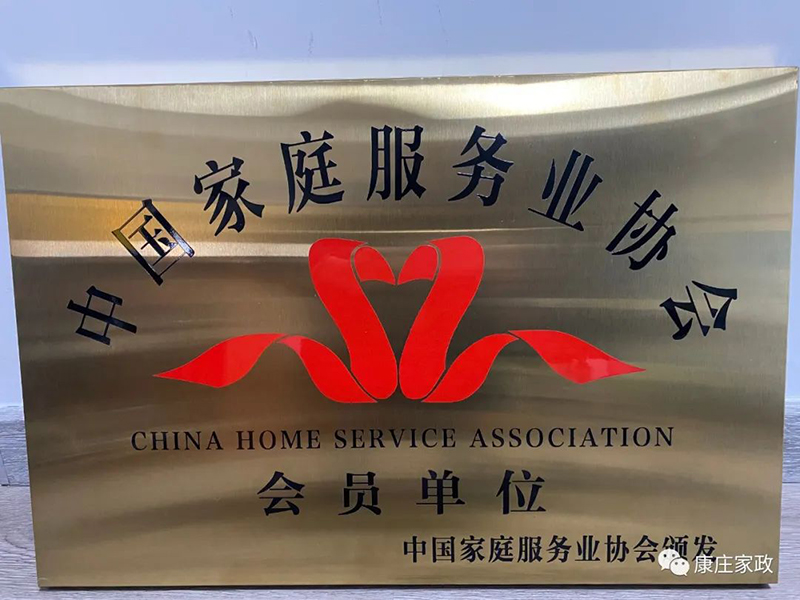 中国家庭服务业协会
CHINA HOME SERVICE ASSOCIATION
会员单位
中国家庭服务业协会颁发
康庄家政